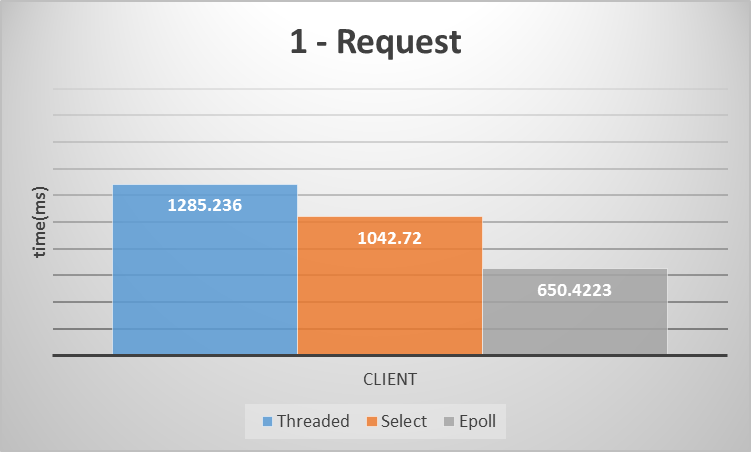 1 - Request
time(ms)
1285.236
1042.72
650.4223
CLIENT
Threaded Select Epoll